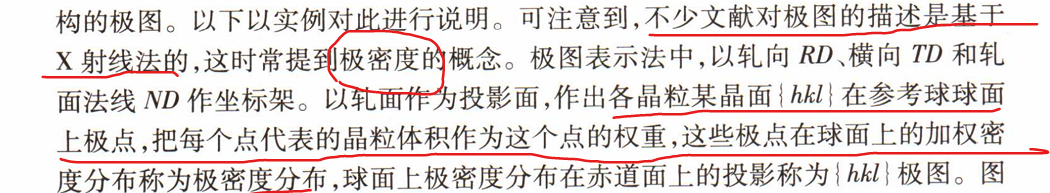 构的极图。以下以实例对此进行说明。可注意到,不少文献对极图的描述是基于
X 射线法的,这时常提到极密度的概念。极图表示法中,以轧向 RD、横向 TD 和轧
面法线 ND 作坐标架。以轧面作为投影面,作出各晶粒某晶面{hkl}在参考球球面
上极点,把每个点代表的晶粒体积作为这个点的权重,这些极点在球面上的加权密
度分布称为极密度分布,球面上极密度分布在赤道面上的投影称为{hkl}极图。图